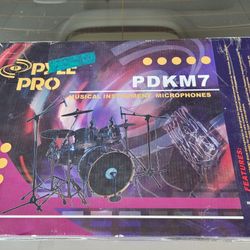 PYLE
PRO
PDKM7
MUSICAL INSTRUMENT MICROPHONES
FEATURES: